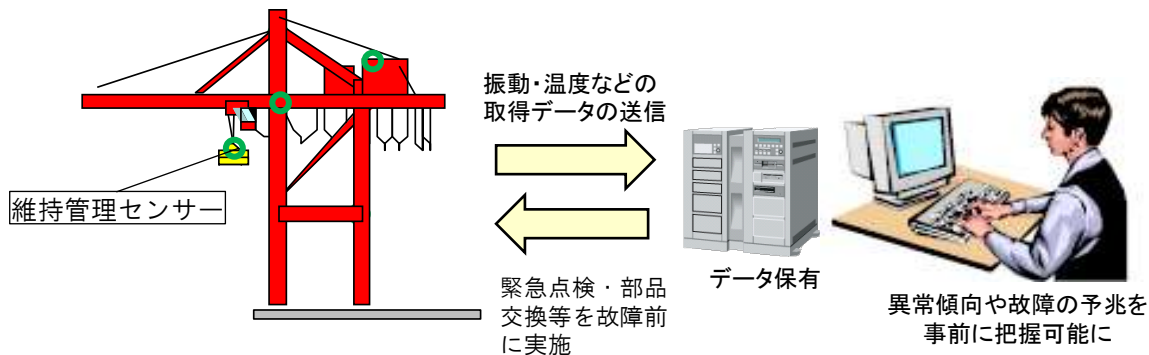 振動・温度などの
取得データの送信
維持管理センサー
データ保有
緊急点検・部品
交換等を故障前
に実施
異常傾向や故障の予兆を
事前に把握可能に